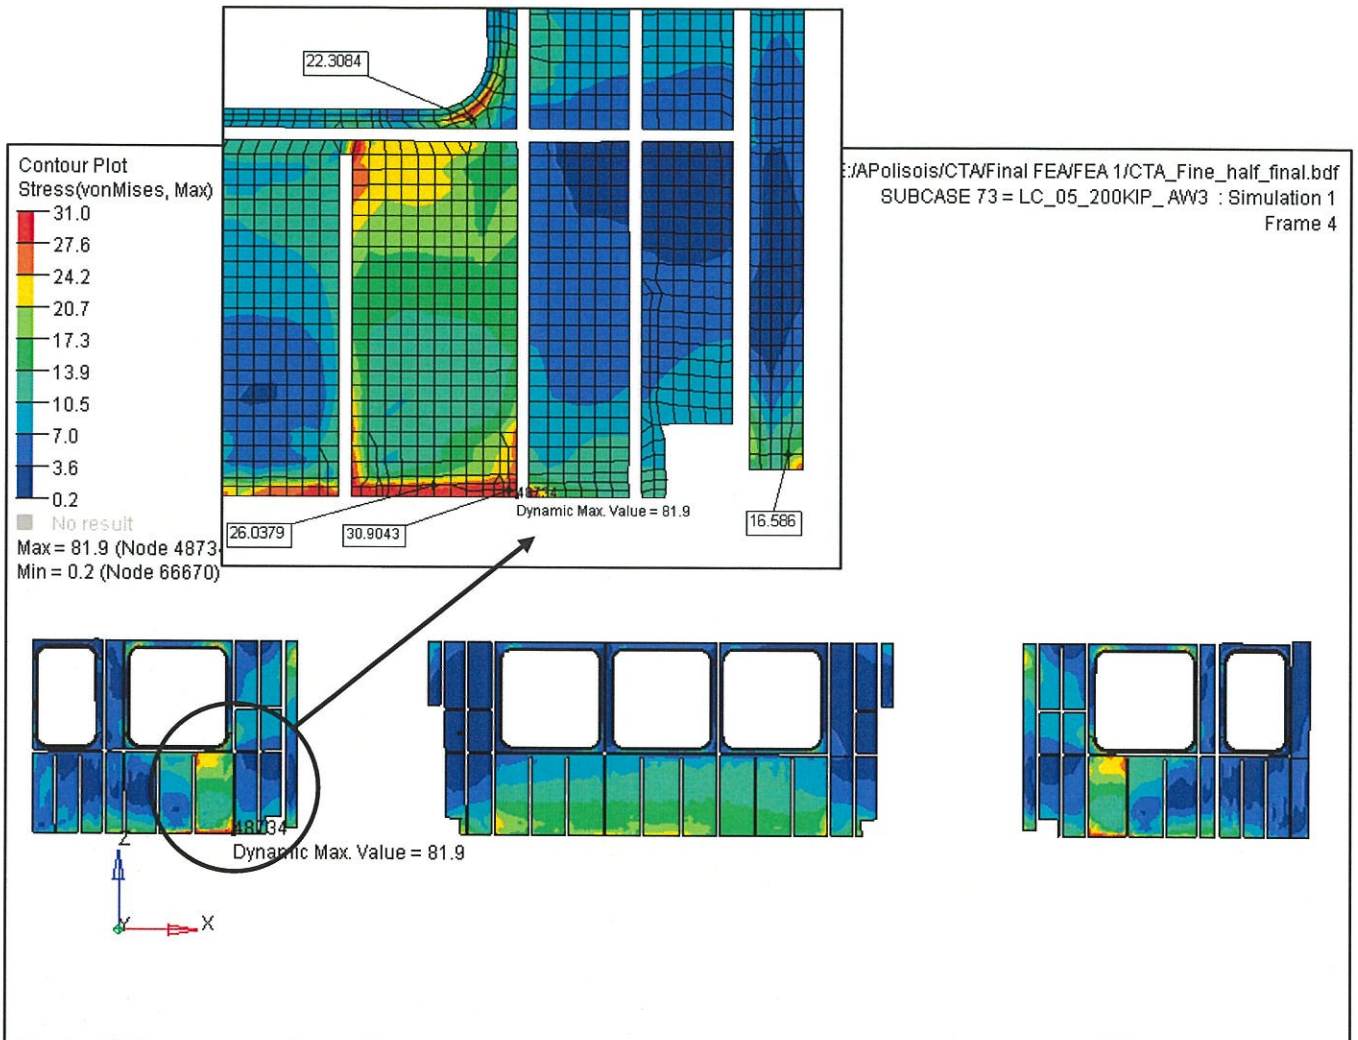 22.3084
Contour Plot
Stress(vonMises, Max)
31.0
27.6
24.2
20.7
17.3
13.9
10.5
7.0
3.6
0.2
No result
Max = 81.9 (Node 4873
Min = 0.2 (Node 66670)
:/APolisois/CTA/Final FEA/FEA 1/CTA_Fine_half_final.bdf
SUBCASE 73 = LC_05_200KIP_AW3 : Simulation 1
Frame 4
48734
Dynamic Max. Value = 81.9
26.0379
30.9043
16.586
48734
Dynamic Max. Value = 81.9
Z
Y
X